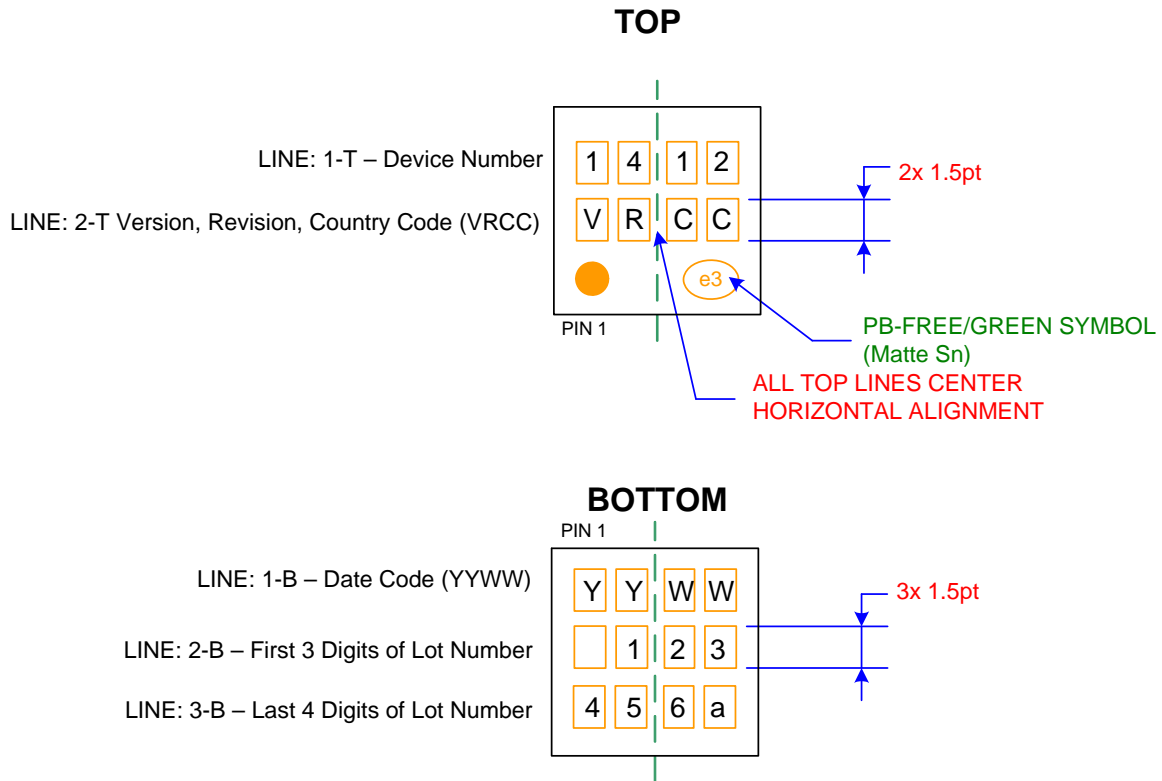 TOP
LINE: 1-T – Device Number
1 4 1 2
2x 1.5pt
LINE: 2-T Version, Revision, Country Code (VRCC)
V R C C
e3
PIN 1
PB-FREE/GREEN SYMBOL
(Matte Sn)
ALL TOP LINES CENTER
HORIZONTAL ALIGNMENT
BOTTOM
PIN 1
LINE: 1-B – Date Code (YYWW)
Y Y W W
3x 1.5pt
LINE: 2-B – First 3 Digits of Lot Number
1 2 3
LINE: 3-B – Last 4 Digits of Lot Number
4 5 6 a